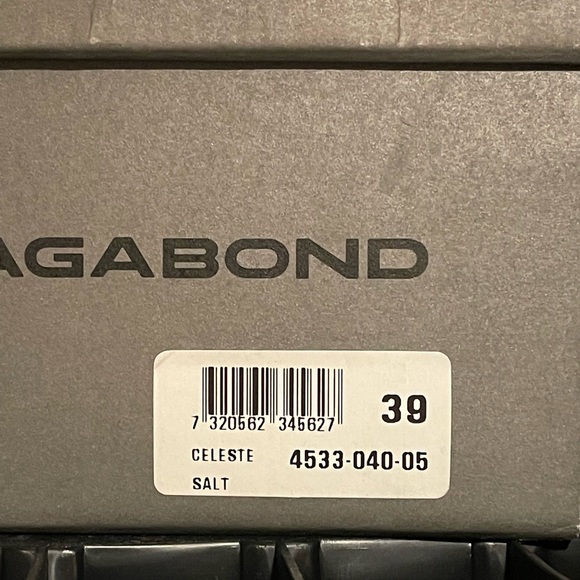 AGABOND
39
7 320562 345627
CELESTE 4533-040-05
SALT